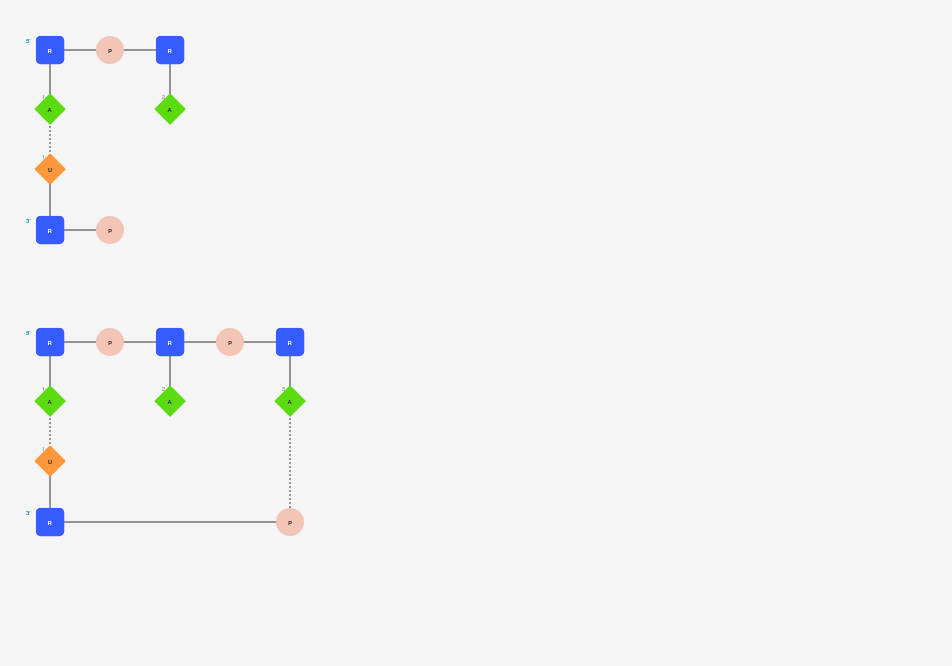 5' R P R
1 A 2 A
1 U
3' R P
5' R P R P R
1 A 2 A 3 A
1 U
3' R P